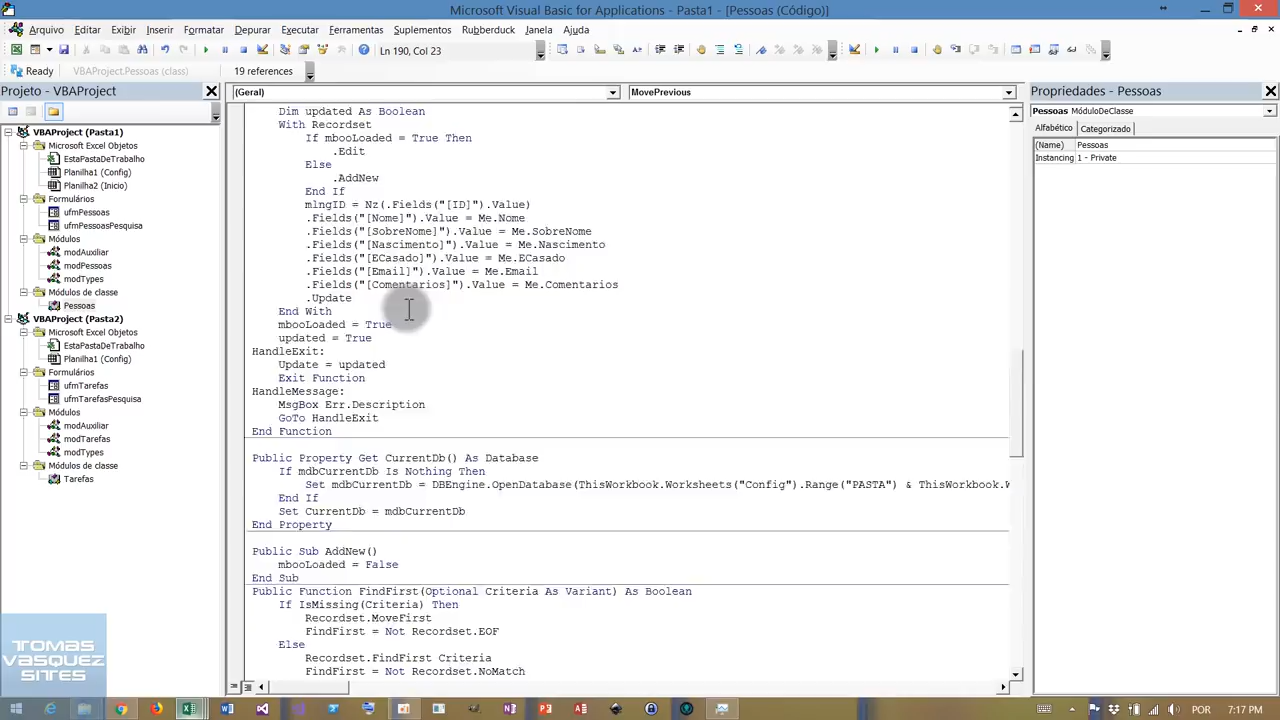 Microsoft Visual Basic for Applications - Pasta1 - [Pessoas (Código)]
Arquivo Editar Exibir Inserir Formatar Depurar Executar Ferramentas Suplementos Rubberduck Janela Ajuda
Ln 190, Col 23
Ready VBAProject.Pessoas (class) 19 references
Projeto - VBAProject
VBAProject (Pasta1)
Microsoft Excel Objetos
EstaPastaDeTrabalho
Planilha1 (Config)
Planilha2 (Inicio)
Formulários
ufmPessoas
ufmPessoasPesquisa
Módulos
modAuxiliar
modPessoas
modTypes
Módulos de classe
Pessoas
VBAProject (Pasta2)
Microsoft Excel Objetos
EstaPastaDeTrabalho
Planilha1 (Config)
Formulários
ufmTarefas
ufmTarefasPesquisa
Módulos
modAuxiliar
modTarefas
modTypes
Módulos de classe
Tarefas
TOMAS
VASQUEZ
SITES
(Geral) MovePrevious
Dim updated As Boolean
With Recordset
If mbooLoaded = True Then
.Edit
Else
.AddNew
End If
mlngID = Nz(.Fields("[ID]").Value)
.Fields("[Nome]").Value = Me.Nome
.Fields("[SobreNome]").Value = Me.SobreNome
.Fields("[Nascimento]").Value = Me.Nascimento
.Fields("[ECasado]").Value = Me.ECasado
.Fields("[Email]").Value = Me.Email
.Fields("[Comentarios]").Value = Me.Comentarios
.Update
End With
mbooLoaded = True
updated = True
HandleExit:
Update = updated
Exit Function
HandleMessage:
MsgBox Err.Description
GoTo HandleExit
End Function
Public Property Get CurrentDb() As Database
If mdbCurrentDb Is Nothing Then
Set mdbCurrentDb = DBEngine.OpenDatabase(ThisWorkbook.Worksheets("Config").Range("PASTA") & ThisWorkbook.W
End If
Set CurrentDb = mdbCurrentDb
End Property
Public Sub AddNew()
mbooLoaded = False
End Sub
Public Function FindFirst(Optional Criteria As Variant) As Boolean
If IsMissing(Criteria) Then
Recordset.MoveFirst
FindFirst = Not Recordset.EOF
Else
Recordset.FindFirst Criteria
FindFirst = Not Recordset.NoMatch
Propriedades - Pessoas
Pessoas MóduloDeClasse
Alfabético Categorizado
(Name) Pessoas
Instancing 1 - Private
POR 7:17 PM